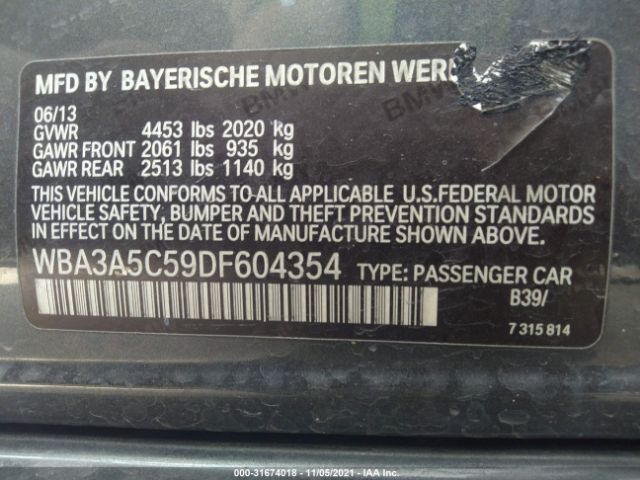 MFD BY BAYERISCHE MOTOREN
06/13
GVWR 4453 lbs 2020 kg
GAWR FRONT 2061 lbs 935 kg
GAWR REAR 2513 lbs 1140 kg
THIS VEHICLE CONFORMS TO ALL APPLICABLE U.S.FEDERAL MOTOR
VEHICLE SAFETY, BUMPER AND THEFT PREVENTION STANDARDS
IN EFFECT ON THE DATE OF MANUFACTURE SHOWN ABOVE.
WBA3A5C59DF604354 TYPE: PASSENGER CAR
B39/
7 315 814
000-31674018 - 11/05/2021 - IAA Inc.